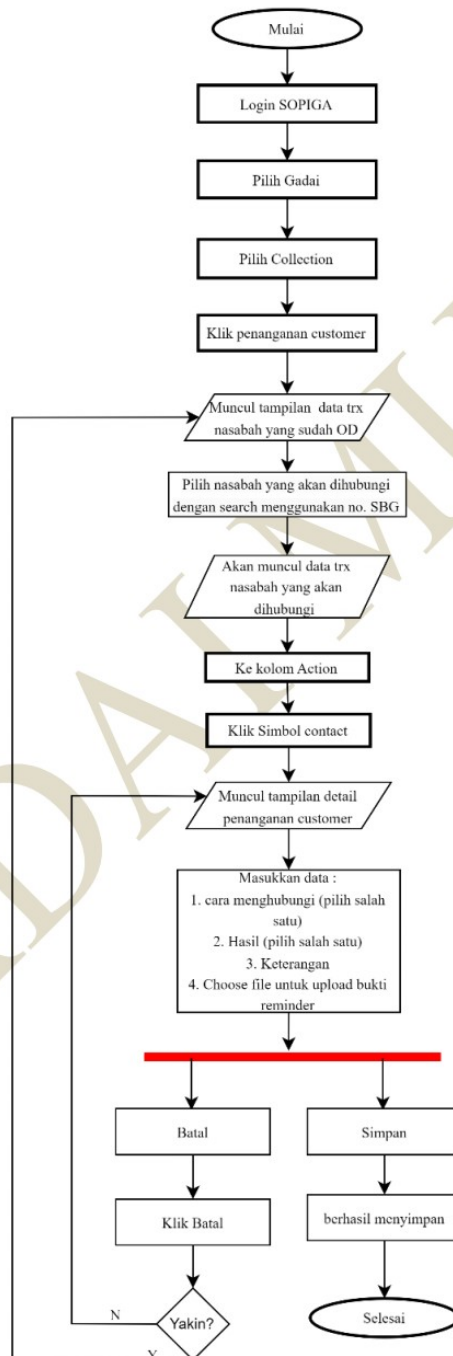 Mulai
Login SOPIGA
Pilih Gadai
Pilih Collection
Klik penanganan customer
Muncul tampilan data trx
nasabah yang sudah OD
Pilih nasabah yang akan dihubungi
dengan search menggunakan no. SBG
Akan muncul data trx
nasabah yang akan
dihubungi
Ke kolom Action
Klik Simbol contact
Muncul tampilan detail
penanganan customer
Masukkan data :
1. cara menghubungi (pilih salah
satu)
2. Hasil (pilih salah satu)
3. Keterangan
4. Choose file untuk upload bukti
reminder
Batal
Simpan
Klik Batal
berhasil menyimpan
N
Yakin?
Selesai
Y